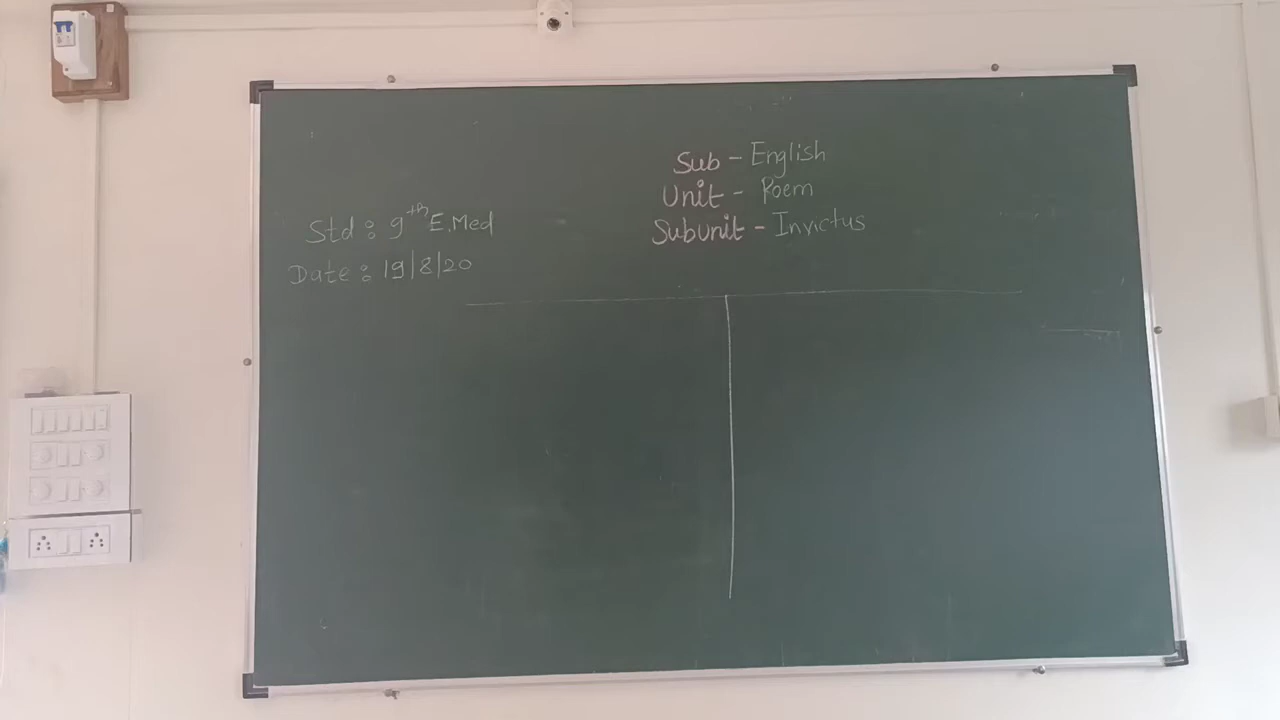 Sub - English
Unit - Poem
Subunit - Invictus
Std : 9th E.Med
Date : 19/8/20